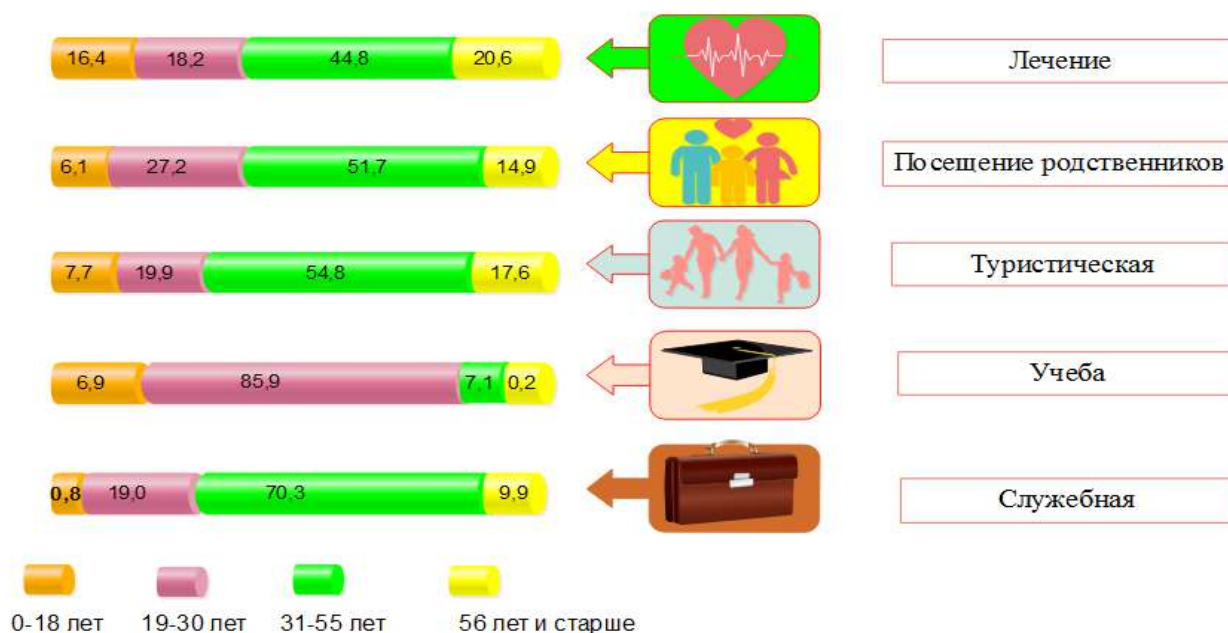 16,4 18,2 44,8 20,6 Лечение
6,1 27,2 51,7 14,9 Посещение родственников
7,7 19,9 54,8 17,6 Туристическая
6,9 85,9 7,1 0,2 Учеба
0,8 19,0 70,3 9,9 Служебная
0-18 лет 19-30 лет 31-55 лет 56 лет и старше